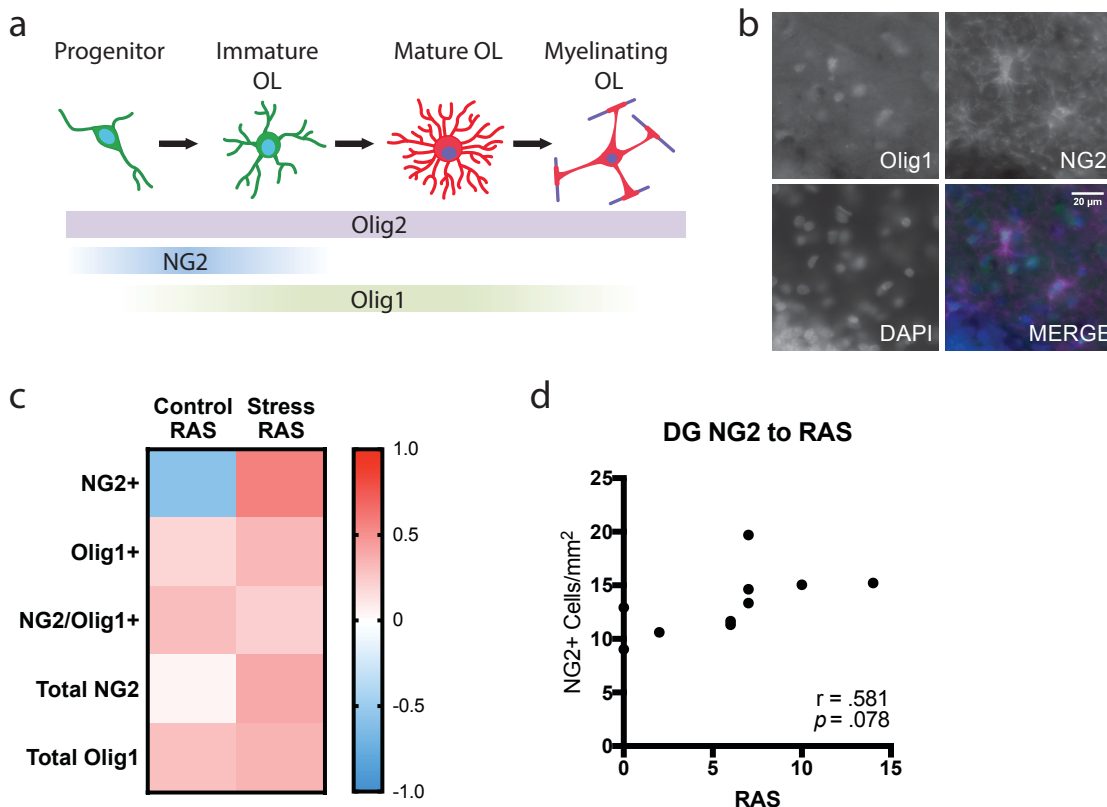 a
Progenitor
Immature
OL
Mature OL
Myelinating
OL
Olig2
NG2
Olig1
b
Olig1
NG2
20 µm
DAPI
MERGE
c
Control
RAS
Stress
RAS
NG2+
Olig1+
NG2/Olig1+
Total NG2
Total Olig1
1.0
0.5
0
-0.5
-1.0
d
DG NG2 to RAS
NG2+ Cells/mm²
25
20
15
10
5
0
r = .581
p = .078
0
5
10
15
RAS